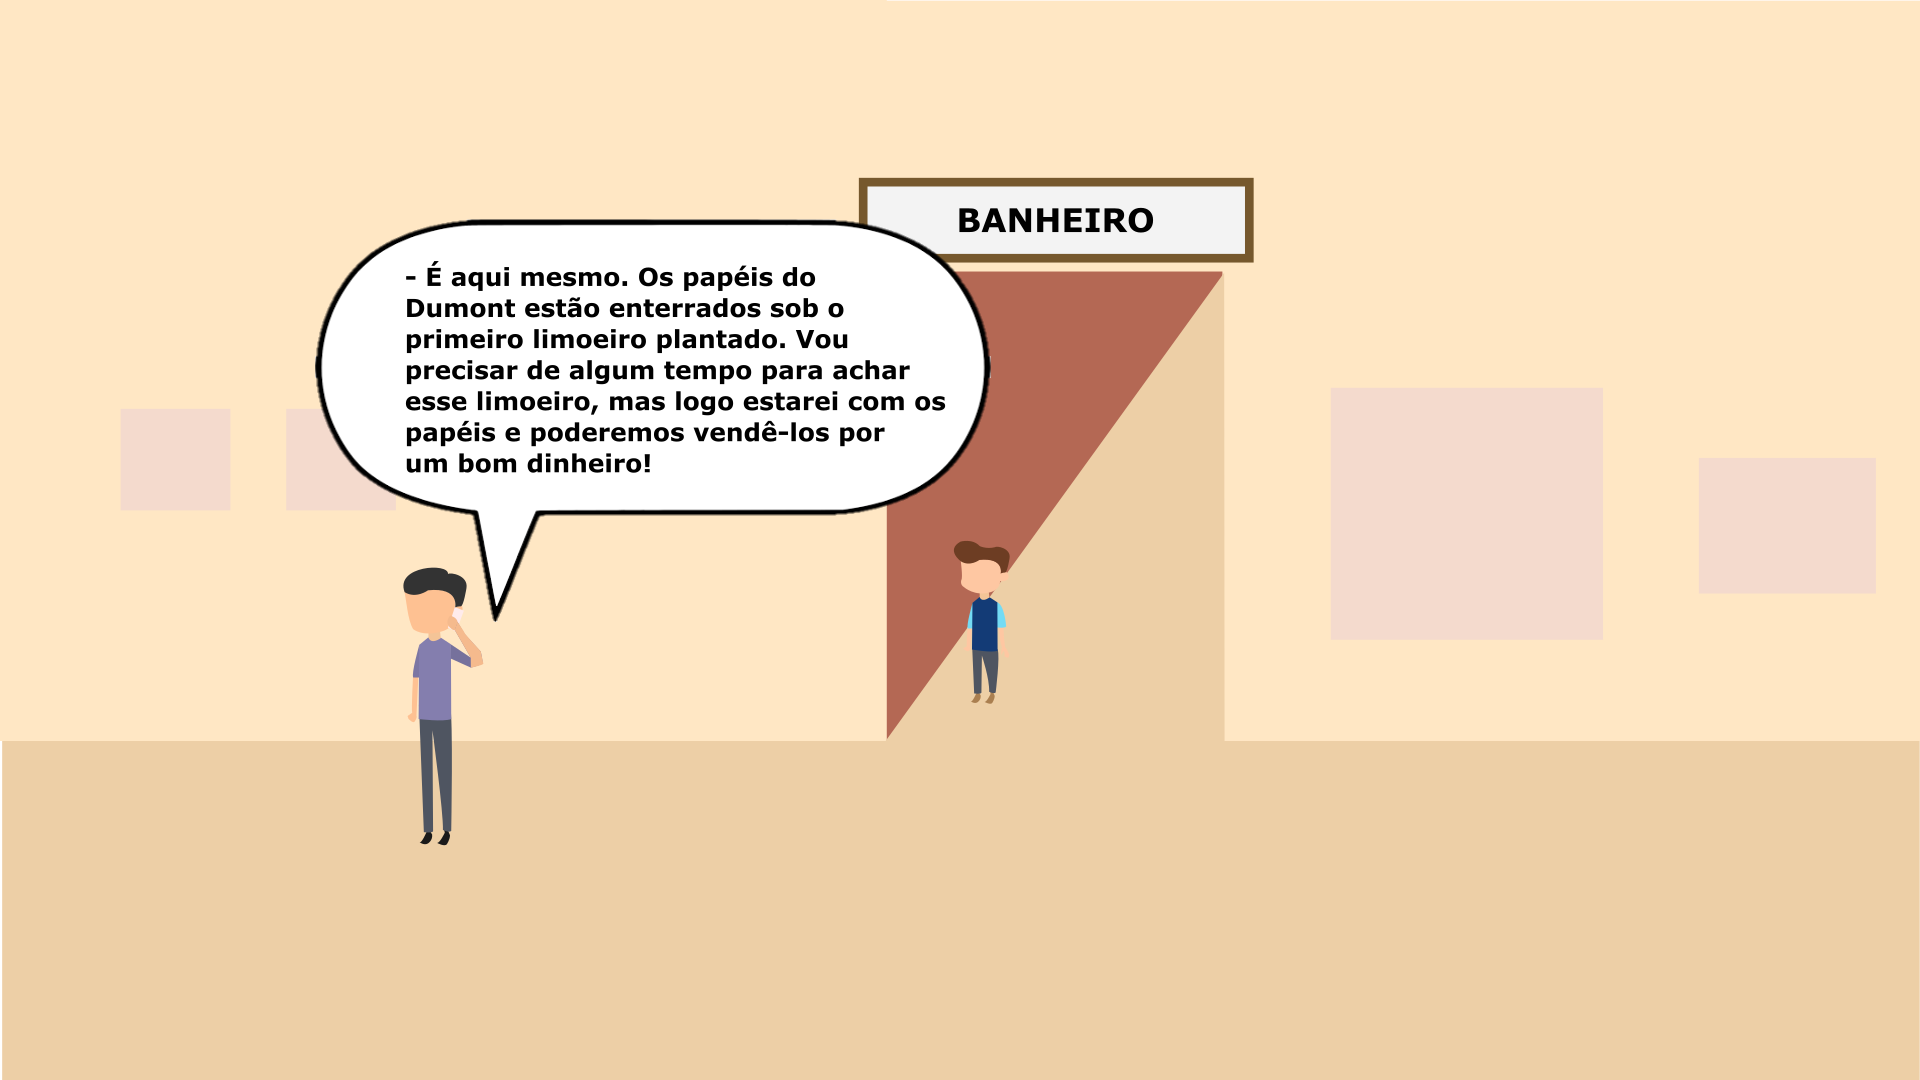 BANHEIRO
- É aqui mesmo. Os papéis do
Dumont estão enterrados sob o
primeiro limoeiro plantado. Vou
precisar de algum tempo para achar
esse limoeiro, mas logo estarei com os
papéis e poderemos vendê-los por
um bom dinheiro!